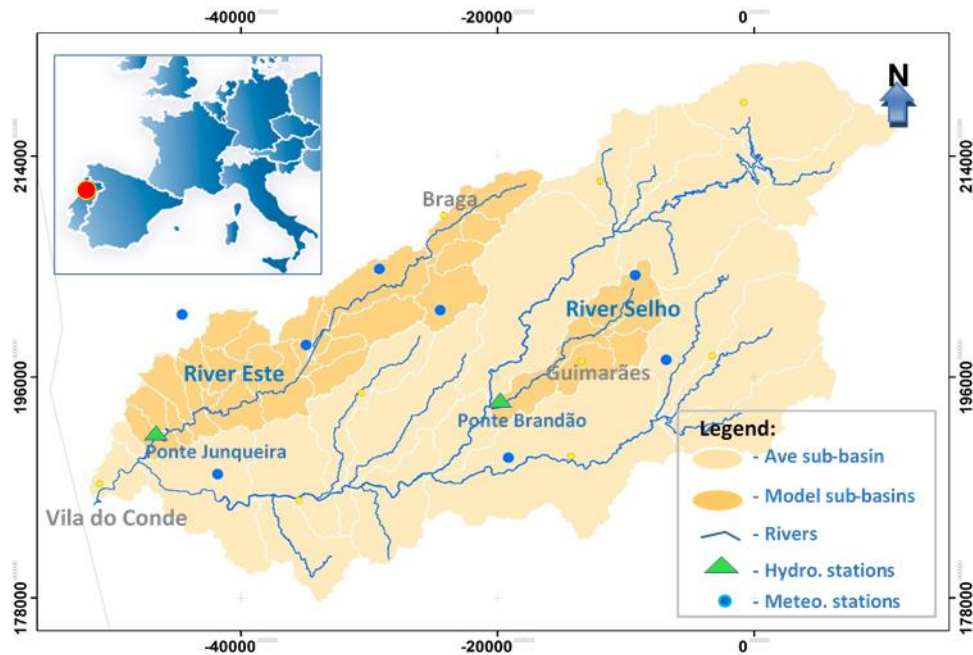 -40000 -20000 0
N
214000 214000
Braga
River Selho
River Este
Guimarães
196000 196000
Ponte Brandão
Legend:
Ponte Junqueira
- Ave sub-basin
- Model sub-basins
Vila do Conde
- Rivers
- Hydro. stations
- Meteo. stations
178000 178000
-40000 -20000 0